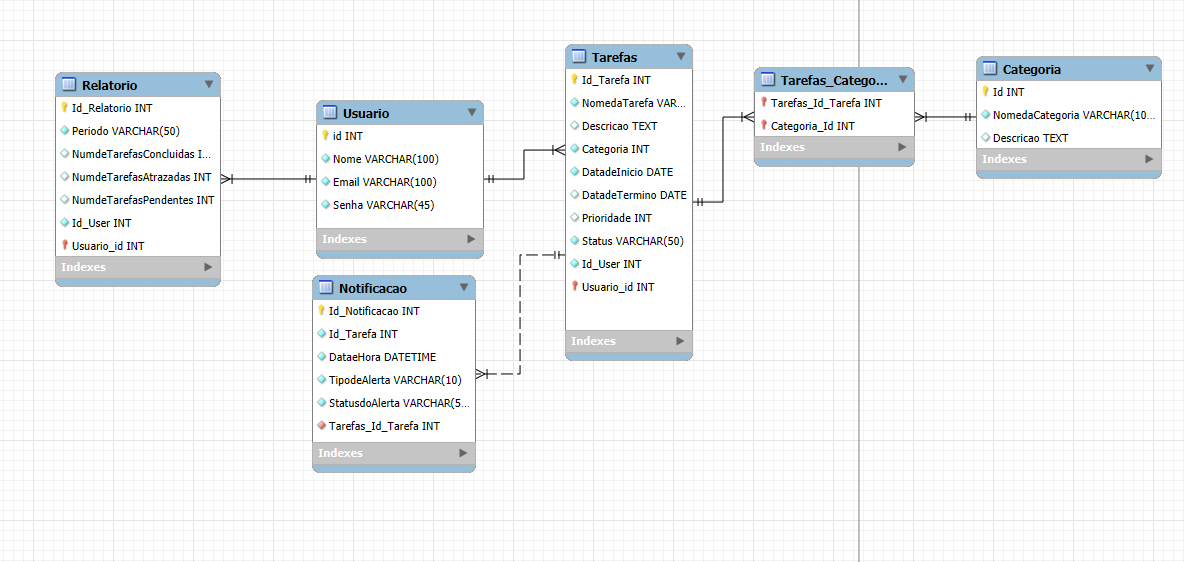 Relatorio
Id_Relatorio INT
Periodo VARCHAR(50)
NumdeTarefasConcluidas I...
NumdeTarefasAtrazadas INT
NumdeTarefasPendentes INT
Id_User INT
Usuario_id INT
Indexes
Usuario
id INT
Nome VARCHAR(100)
Email VARCHAR(100)
Senha VARCHAR(45)
Indexes
Notificacao
Id_Notificacao INT
Id_Tarefa INT
DataeHora DATETIME
TipodeAlerta VARCHAR(10)
StatusdoAlerta VARCHAR(5...
Tarefas_Id_Tarefa INT
Indexes
Tarefas
Id_Tarefa INT
NomedaTarefa VAR...
Descricao TEXT
Categoria INT
DatadeInicio DATE
DatadeTermino DATE
Prioridade INT
Status VARCHAR(50)
Id_User INT
Usuario_id INT
Indexes
Tarefas_Catego...
Tarefas_Id_Tarefa INT
Categoria_Id INT
Indexes
Categoria
Id INT
NomedaCategoria VARCHAR(10...
Descricao TEXT
Indexes